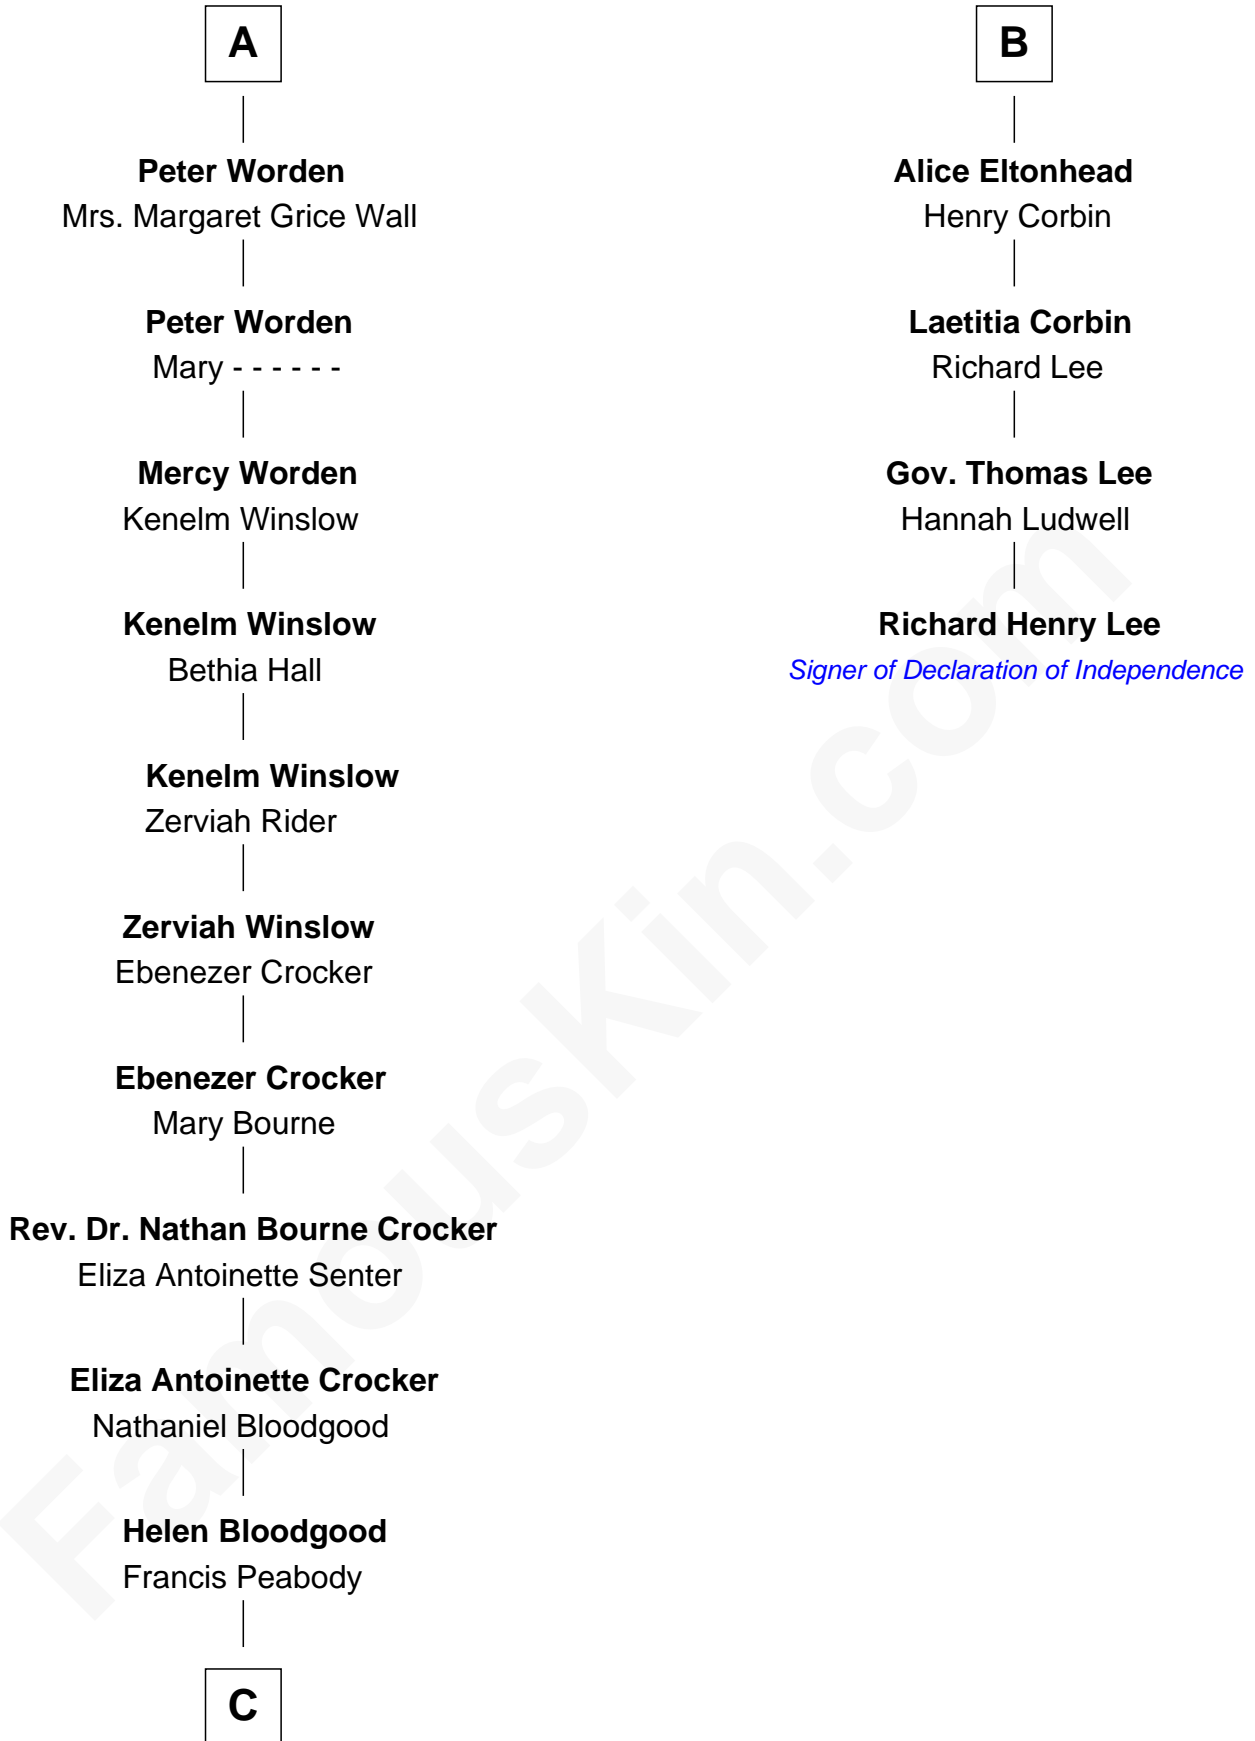 A
Peter Worden
Mrs. Margaret Grice Wall
Peter Worden
Mary - - - - - -
Mercy Worden
Kenelm Winslow
Kenelm Winslow
Bethia Hall
Kenelm Winslow
Zerviah Rider
Zerviah Winslow
Ebenezer Crocker
Ebenezer Crocker
Mary Bourne
Rev. Dr. Nathan Bourne Crocker
Eliza Antoinette Senter
Eliza Antoinette Crocker
Nathaniel Bloodgood
Helen Bloodgood
Francis Peabody
C
B
Alice Eltonhead
Henry Corbin
Laetitia Corbin
Richard Lee
Gov. Thomas Lee
Hannah Ludwell
Richard Henry Lee
Signer of Declaration of Independence
FamousKin.com